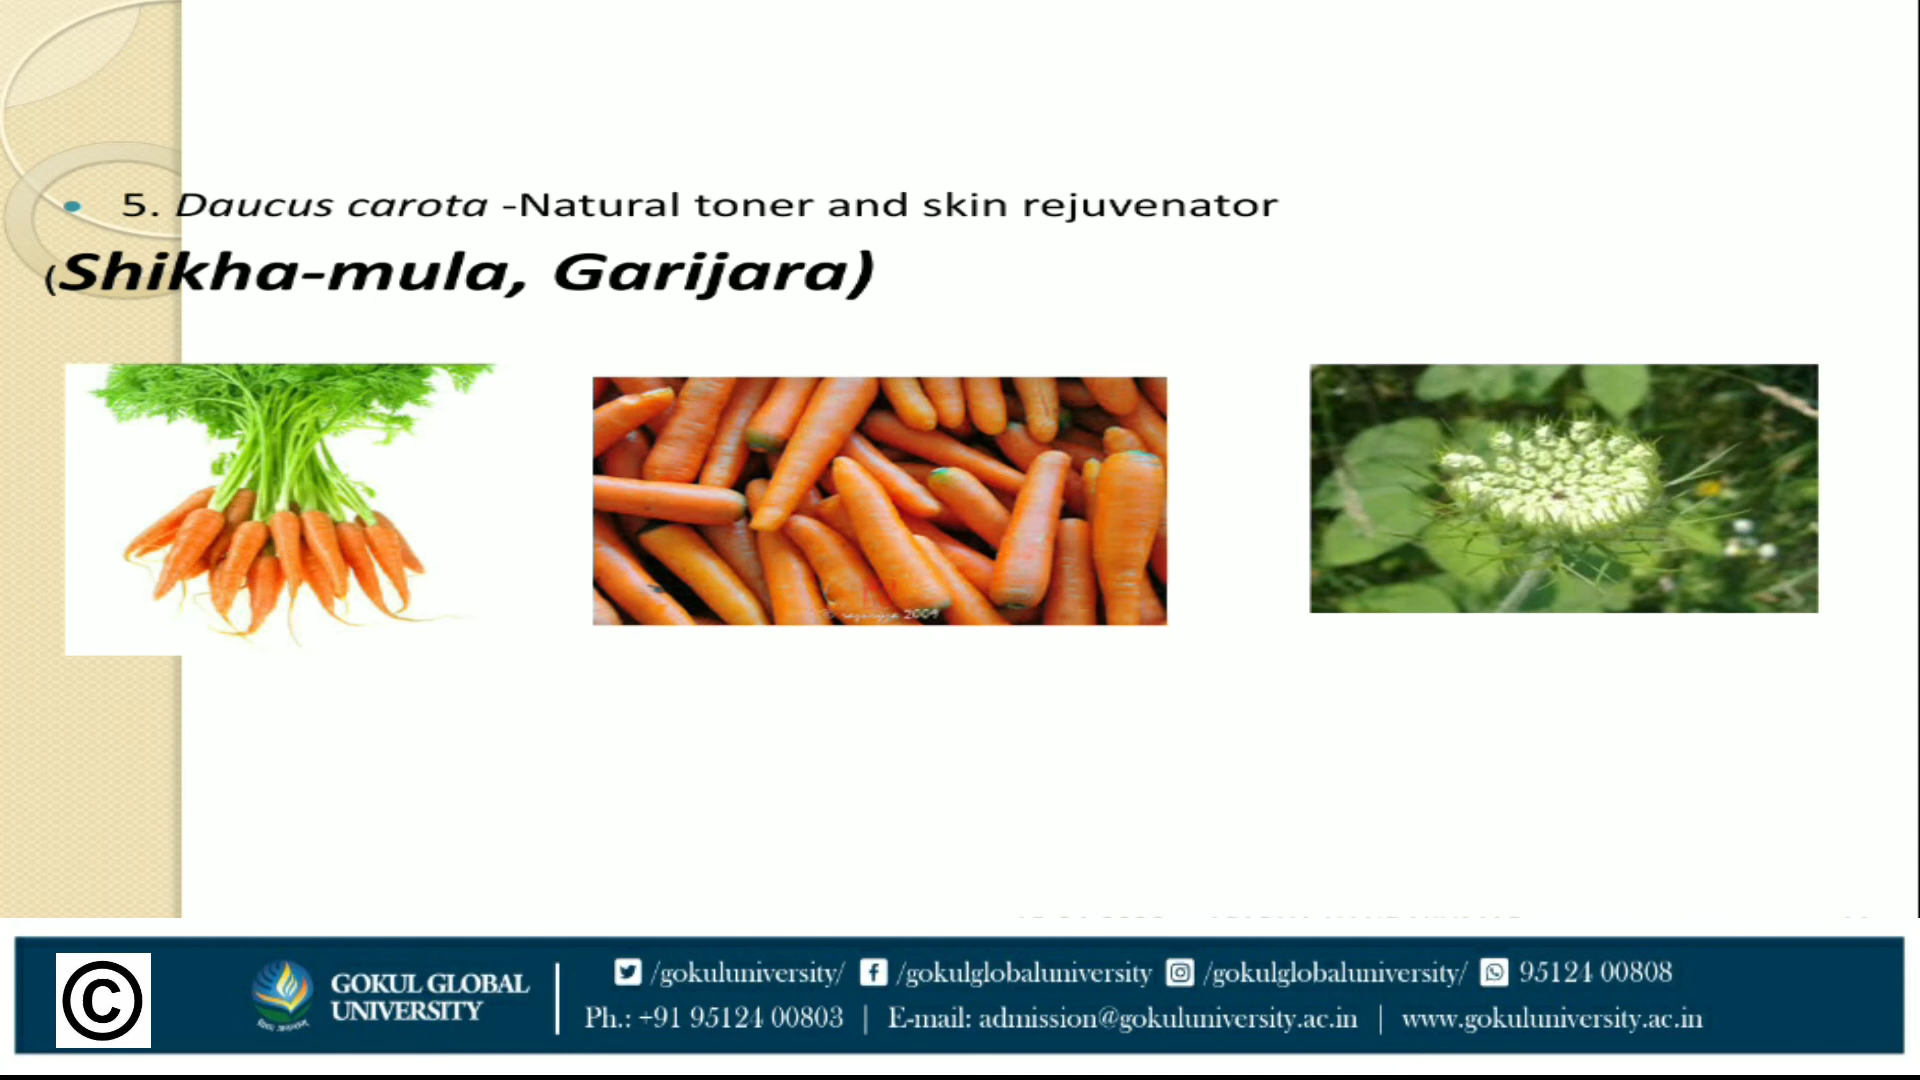 • 5. Daucus carota -Natural toner and skin rejuvenator
(Shikha-mula, Garijara)
2009
©
GOKUL GLOBAL
UNIVERSITY
/gokuluniversity/ /gokulglobaluniversity /gokulglobaluniversity/ 95124 00808
Ph.: +91 95124 00803 | E-mail: admission@gokuluniversity.ac.in | www.gokuluniversity.ac.in